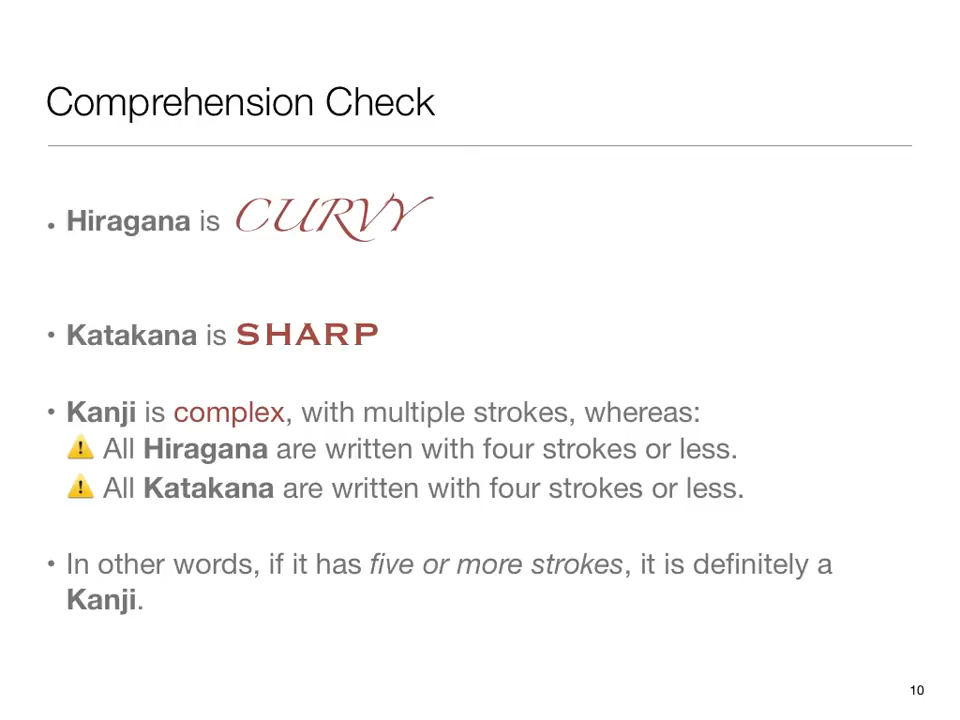 Comprehension Check
• Hiragana is CURVY
• Katakana is SHARP
• Kanji is complex, with multiple strokes, whereas:
⚠️ All Hiragana are written with four strokes or less.
⚠️ All Katakana are written with four strokes or less.
• In other words, if it has five or more strokes, it is definitely a
Kanji.
10